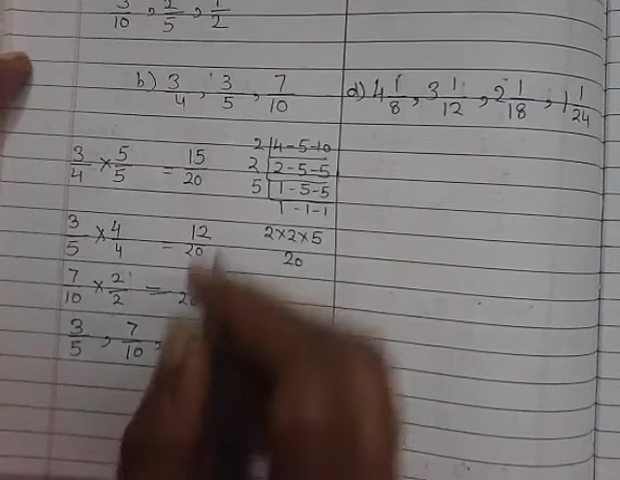 3/10, 2/5, 1/2
b) 3/4, 3/5, 7/10
d) 4 1/8, 3 1/12, 2 1/18, 1 1/24
3/4 × 5/5 = 15/20
2 | 4 - 5 - 10
2 | 2 - 5 - 5
5 | 1 - 5 - 5
1 - 1 - 1
3/5 × 4/4 = 12/20
2×2×5
20
7/10 × 2/2 =
3/5, 7/10,